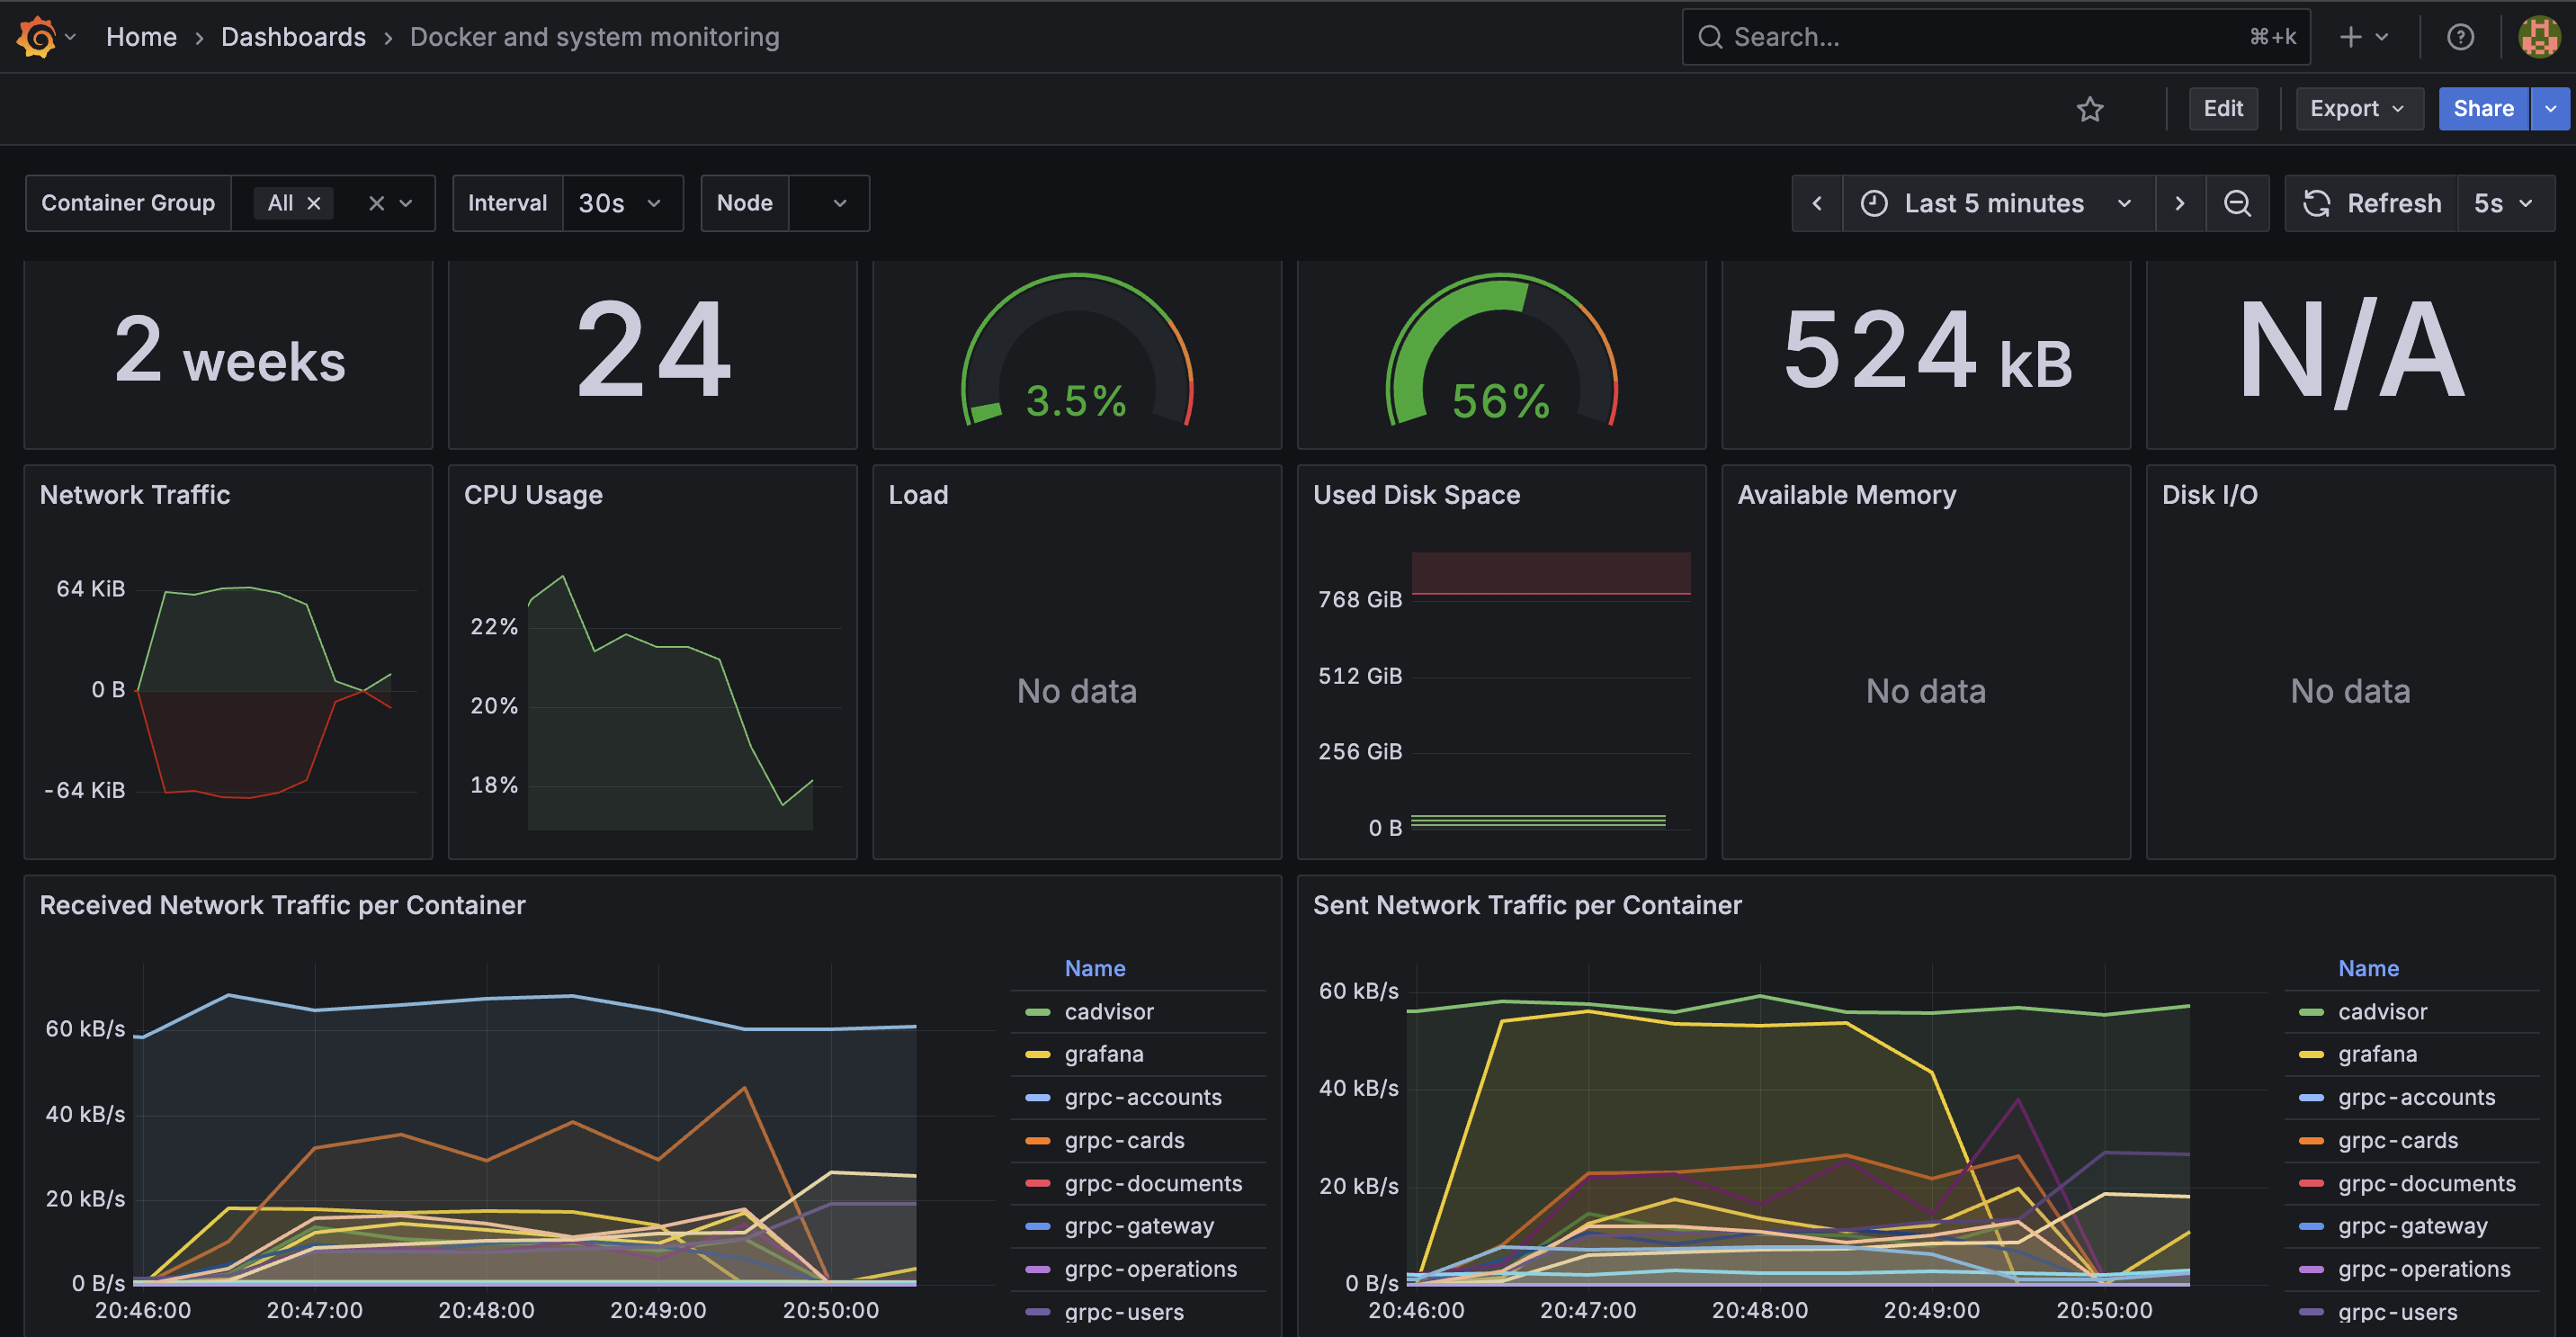 Home › Dashboards › Docker and system monitoring
Search...
⌘+k
Edit
Export
Share
Container Group
All
Interval
30s
Node
Last 5 minutes
Refresh
5s
2 weeks
24
3.5%
56%
524 kB
N/A
Network Traffic
64 KiB
0 B
-64 KiB
CPU Usage
22%
20%
18%
Load
No data
Used Disk Space
768 GiB
512 GiB
256 GiB
0 B
Available Memory
No data
Disk I/O
No data
Received Network Traffic per Container
60 kB/s
40 kB/s
20 kB/s
0 B/s
20:46:00
20:47:00
20:48:00
20:49:00
20:50:00
Name
cadvisor
grafana
grpc-accounts
grpc-cards
grpc-documents
grpc-gateway
grpc-operations
grpc-users
Sent Network Traffic per Container
60 kB/s
40 kB/s
20 kB/s
0 B/s
20:46:00
20:47:00
20:48:00
20:49:00
20:50:00
Name
cadvisor
grafana
grpc-accounts
grpc-cards
grpc-documents
grpc-gateway
grpc-operations
grpc-users